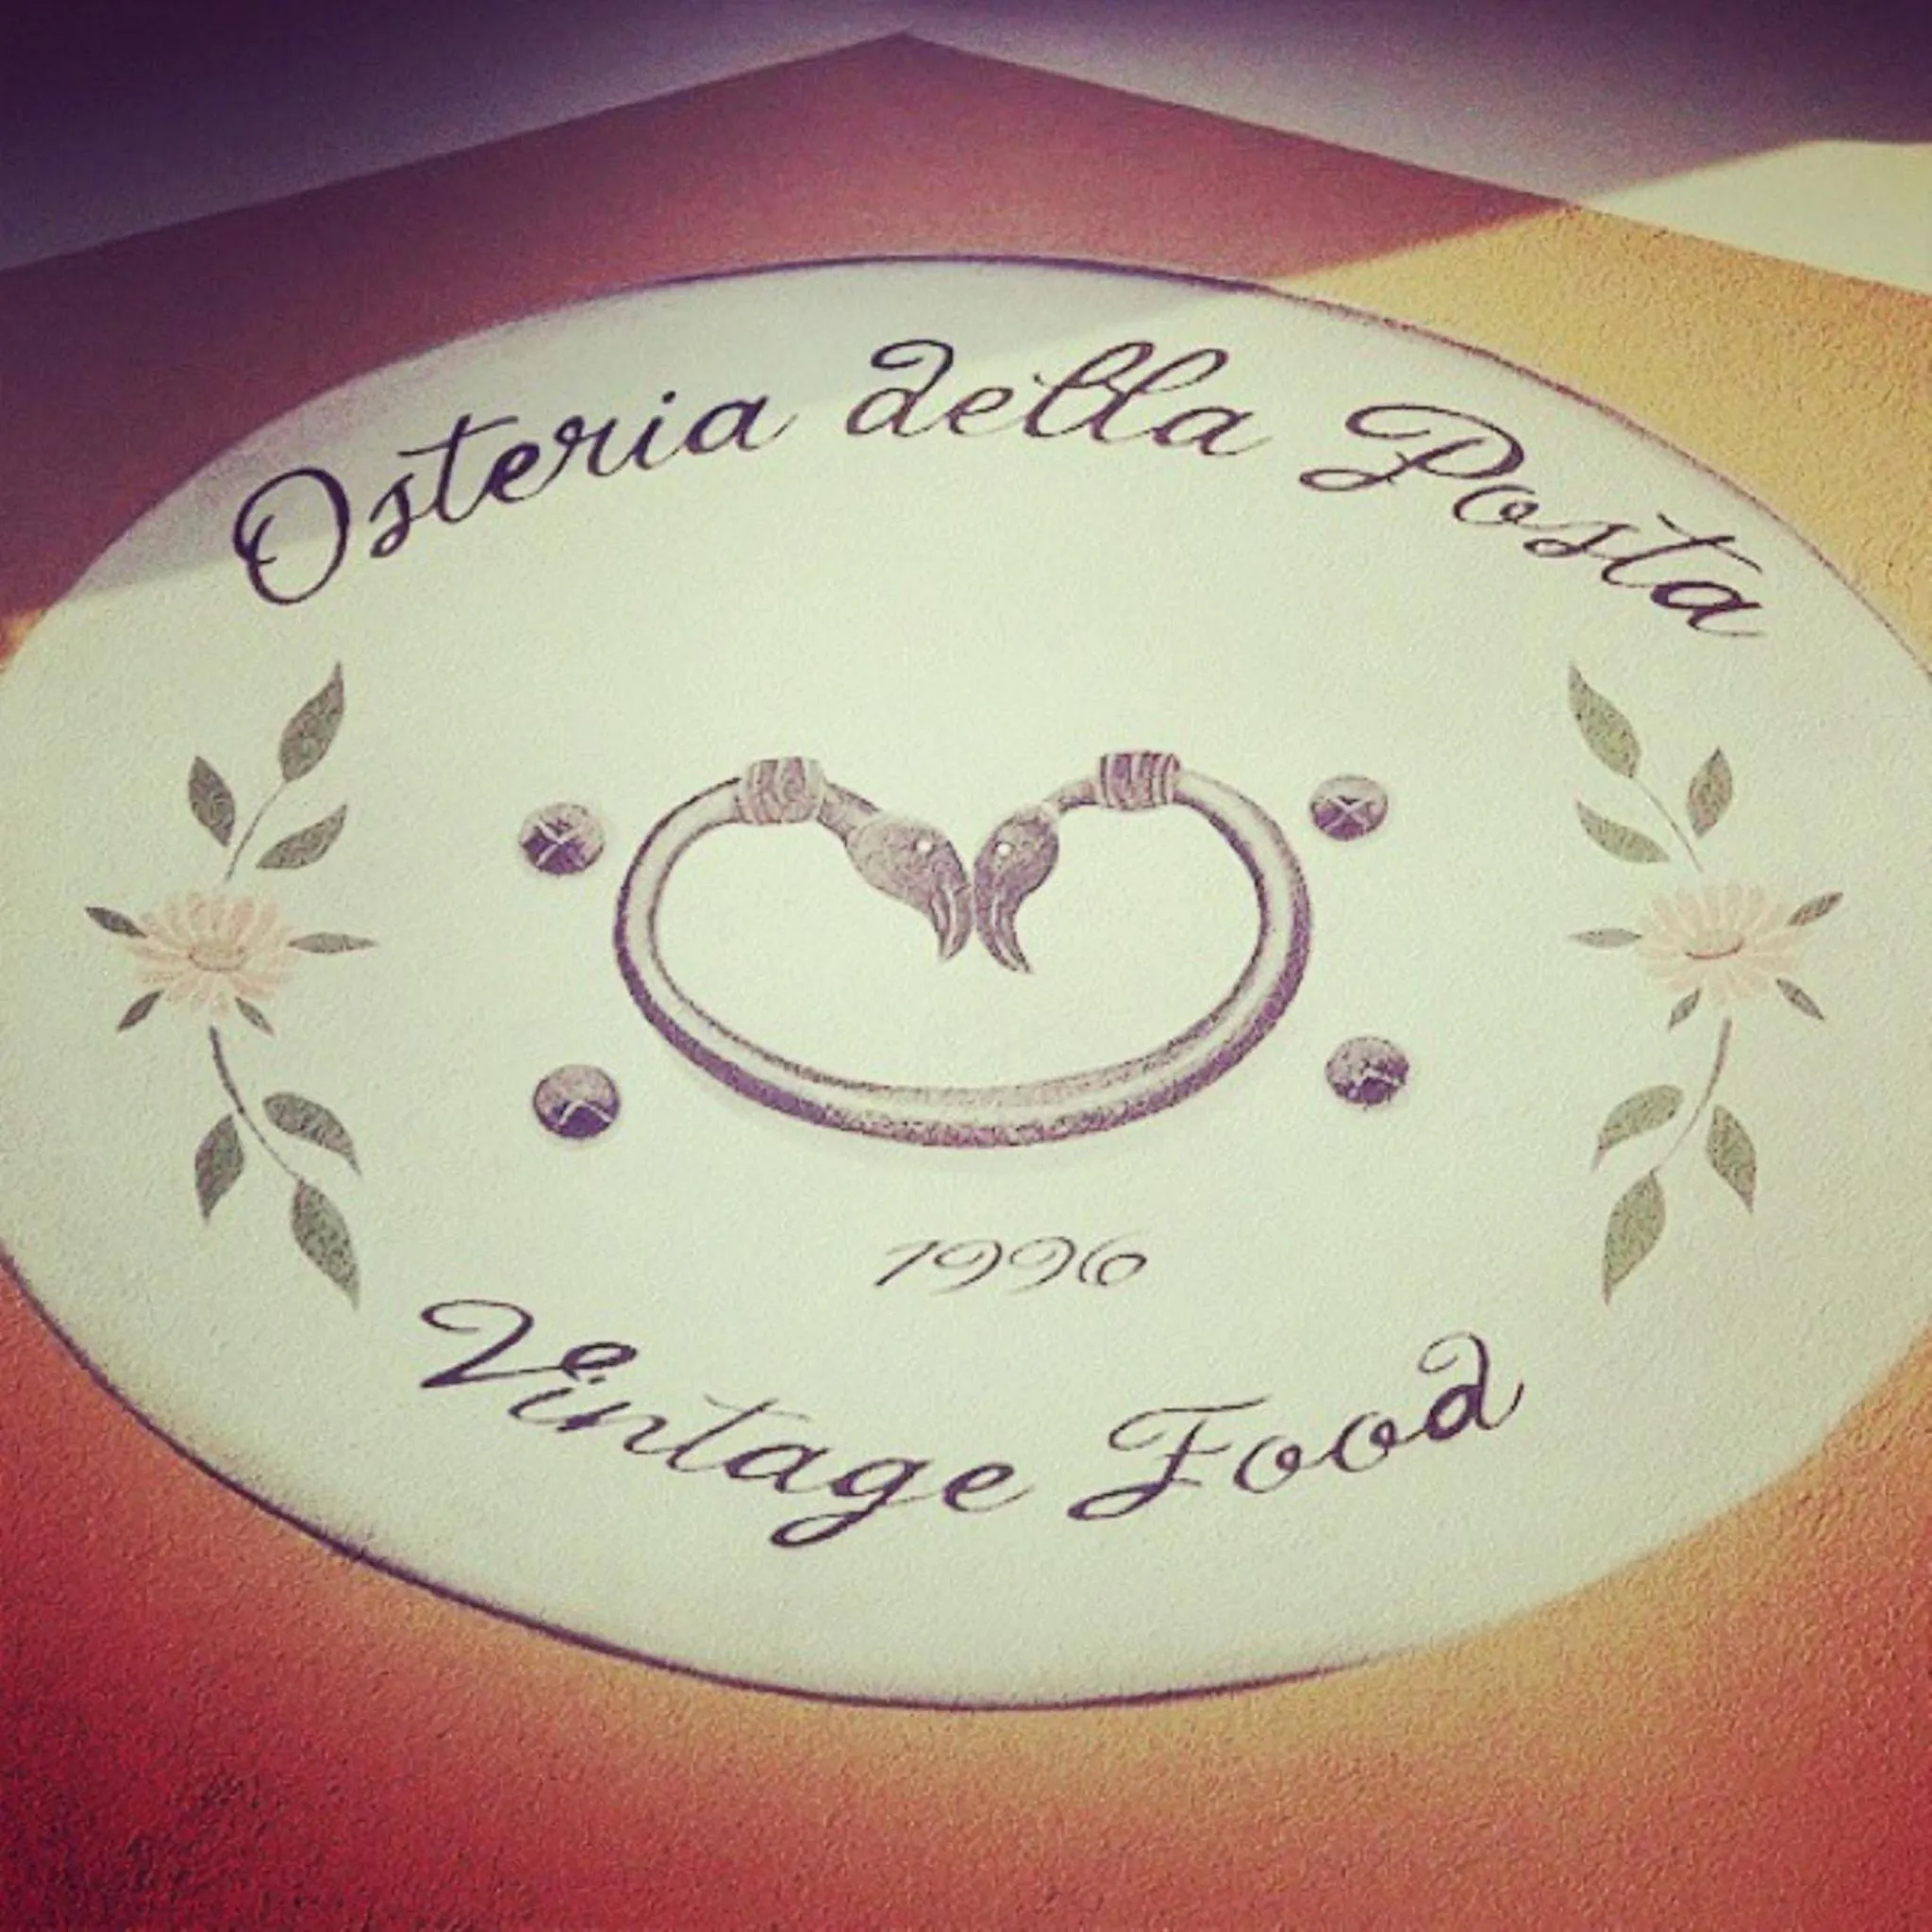 Osteria della Posta
1996
Vintage Food